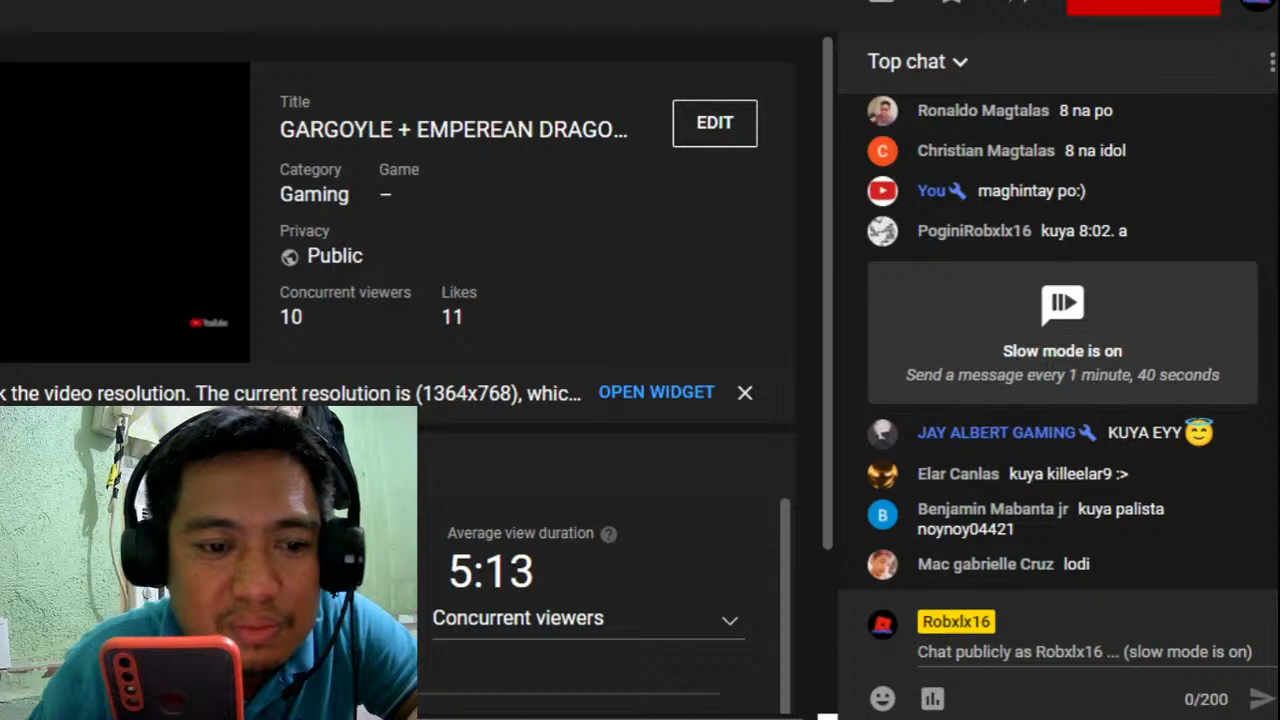 Title
GARGOYLE + EMPEREAN DRAGO...
EDIT
Category
Game
Gaming
–
Privacy
Public
Concurrent viewers
Likes
10
11
YouTube
k the video resolution. The current resolution is (1364x768), whic...
OPEN WIDGET
Average view duration
5:13
Concurrent viewers
Top chat
Ronaldo Magtalas 8 na po
Christian Magtalas 8 na idol
You maghintay po:)
PoginiRobxlx16 kuya 8:02. a
Slow mode is on
Send a message every 1 minute, 40 seconds
JAY ALBERT GAMING KUYA EYY
Elar Canlas kuya killeelar9 :>
B
Benjamin Mabanta jr kuya palista
noynoy04421
Mac gabrielle Cruz lodi
Robxlx16
Chat publicly as Robxlx16 ... (slow mode is on)
0/200